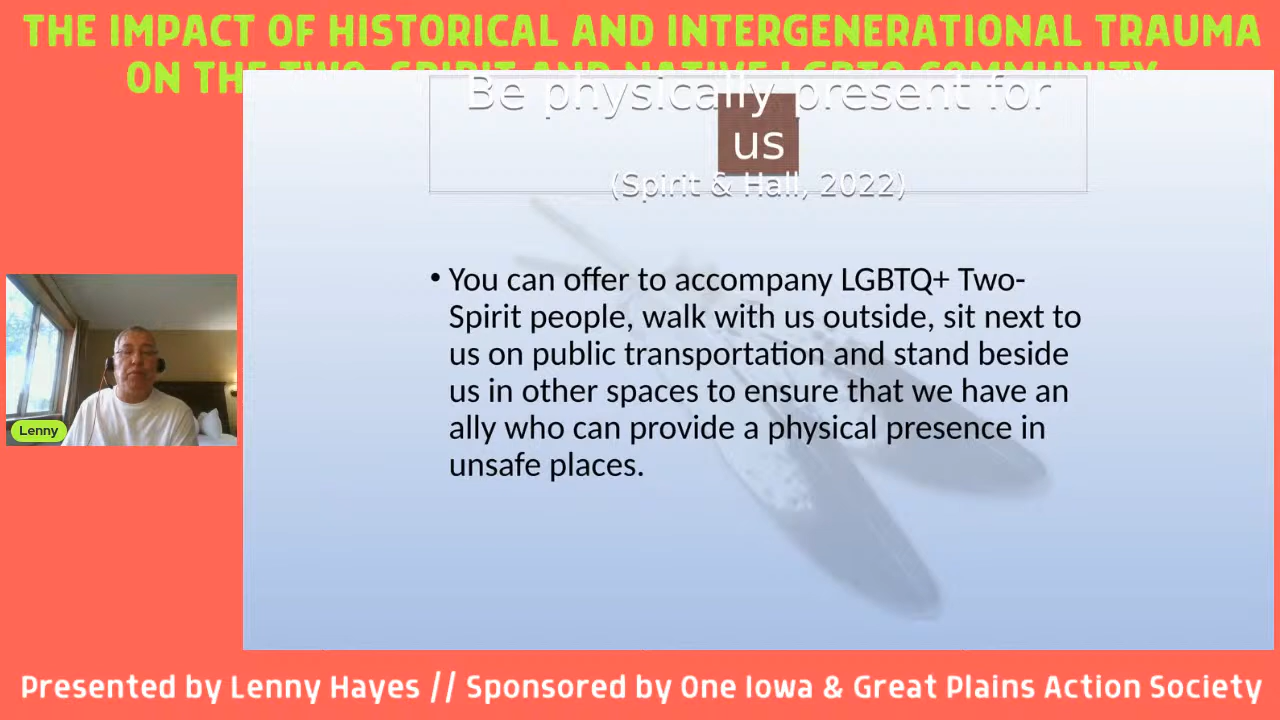 THE IMPACT OF HISTORICAL AND INTERGENERATIONAL TRAUMA
ON THE TWO-SPIRIT AND NATIVE LGBTQ COMMUNITY
Be physically present for
us
(Spirit & Hall, 2022)
• You can offer to accompany LGBTQ+ Two-
Spirit people, walk with us outside, sit next to
us on public transportation and stand beside
us in other spaces to ensure that we have an
ally who can provide a physical presence in
unsafe places.
Lenny
Presented by Lenny Hayes // Sponsored by One Iowa & Great Plains Action Society